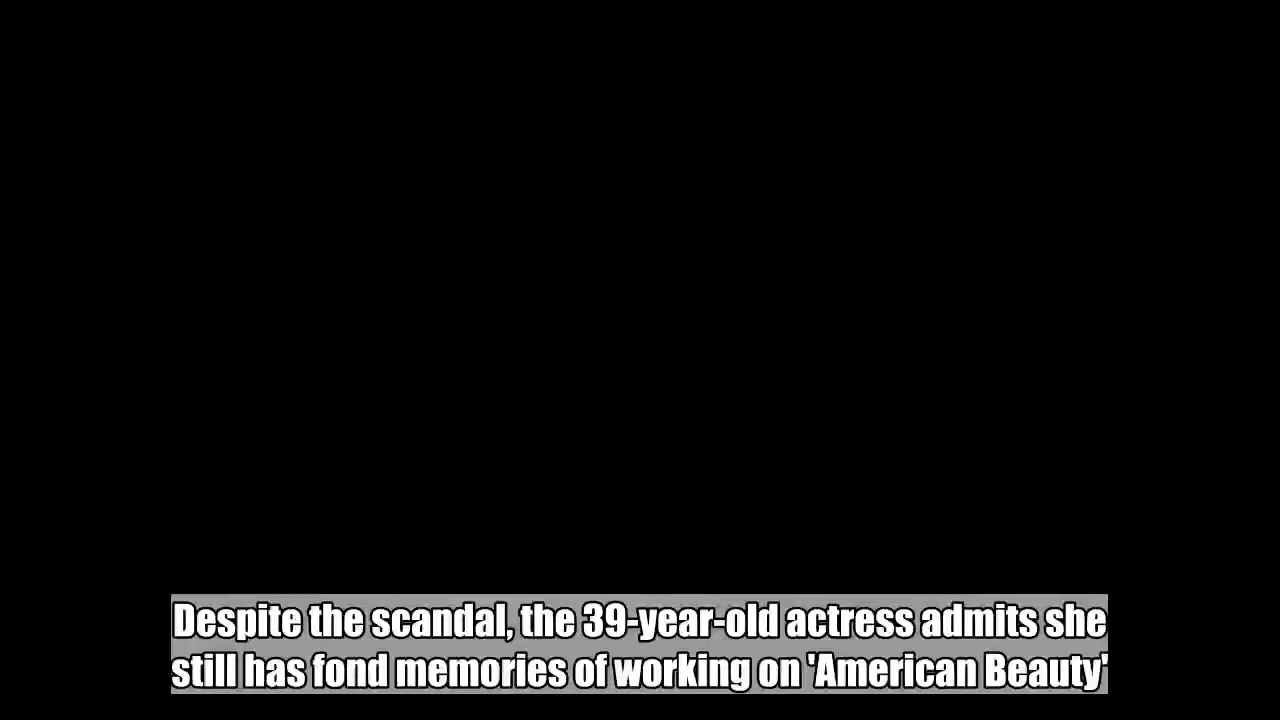 Despite the scandal, the 39-year-old actress admits she
still has fond memories of working on 'American Beauty'